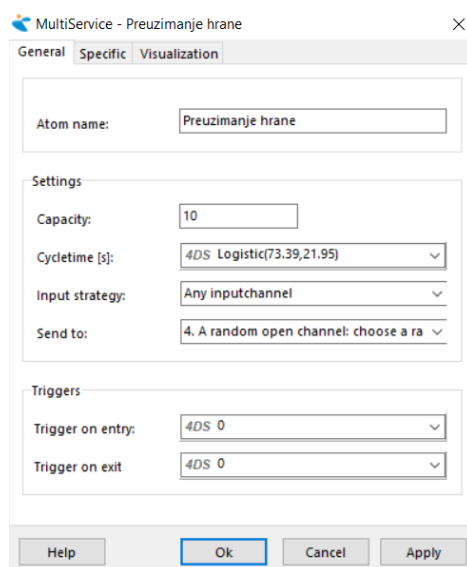 MultiService - Preuzimanje hrane
General Specific Visualization
Atom name: Preuzimanje hrane
Settings
Capacity: 10
Cycletime [s]: 4DS Logistic(73.39,21.95)
Input strategy: Any inputchannel
Send to: 4. A random open channel: choose a ra
Triggers
Trigger on entry: 4DS 0
Trigger on exit 4DS 0
Help Ok Cancel Apply